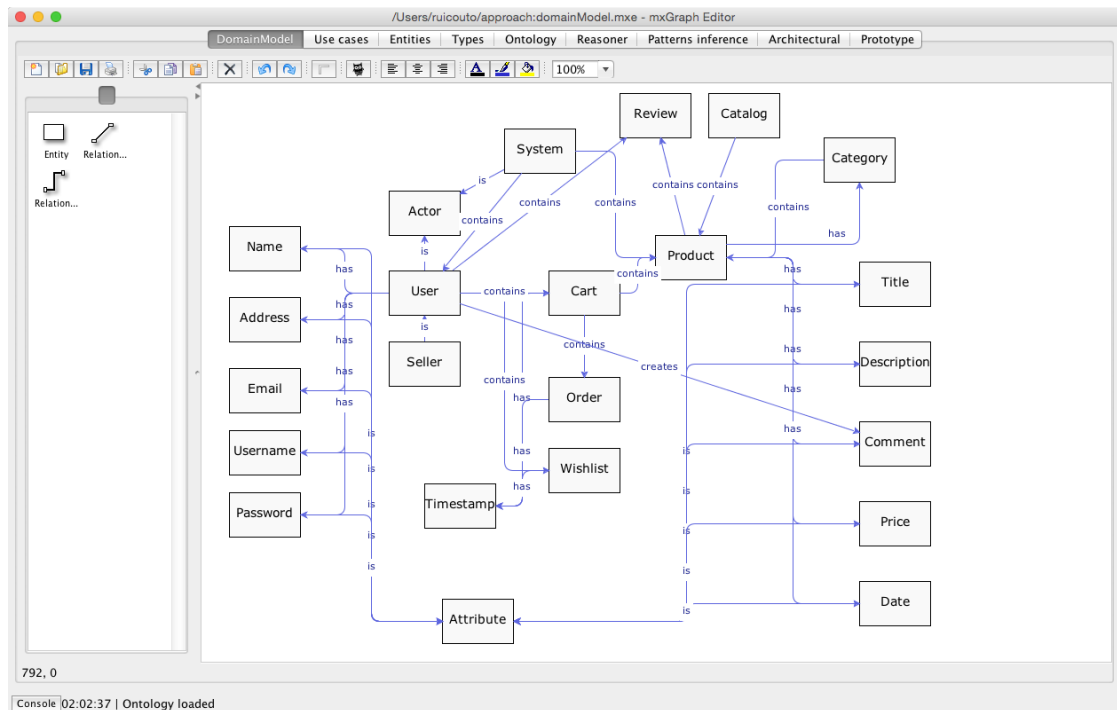 /Users/ruicouto/approach:domainModel.mxe - mxGraph Editor
DomainModel Use cases Entities Types Ontology Reasoner Patterns inference Architectural Prototype
100%
Entity Relation...
Relation...
Review Catalog
System
Category
is
contains contains
contains contains contains
Actor
contains
has
Name
is
Product
has
contains
has
User
contains
Cart
Title
has
Address
is
contains
has
has
Seller
contains
has
Description
creates
has
contains
has
Email
has
Order
has
has
is
Comment
Username
has
is
is
Wishlist
is
has
Timestamp
is
Password
is
Price
is
is
is
is
Date
is
Attribute
792, 0
Console 02:02:37 | Ontology loaded